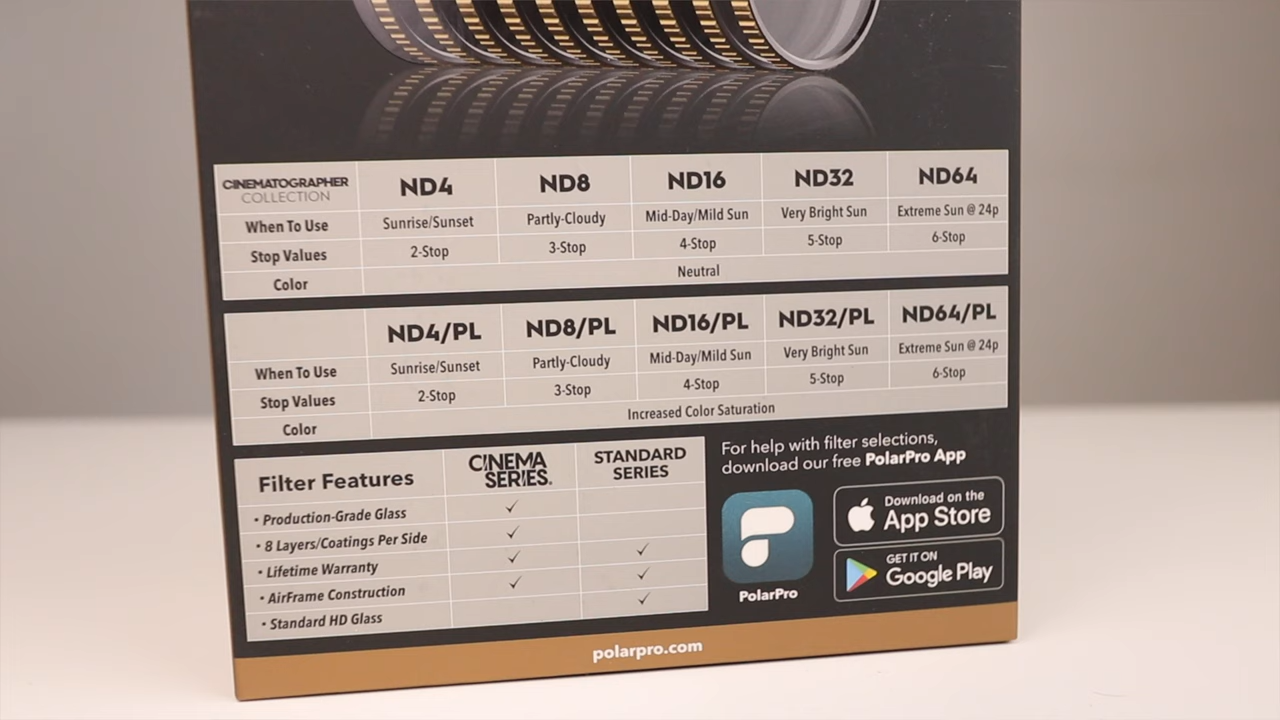 CINEMATOGRAPHER COLLECTION ND4 ND8 ND16 ND32 ND64
When To Use Sunrise/Sunset Partly-Cloudy Mid-Day/Mild Sun Very Bright Sun Extreme Sun @ 24p
Stop Values 2-Stop 3-Stop 4-Stop 5-Stop 6-Stop
Color Neutral
ND4/PL ND8/PL ND16/PL ND32/PL ND64/PL
When To Use Sunrise/Sunset Partly-Cloudy Mid-Day/Mild Sun Very Bright Sun Extreme Sun @ 24p
Stop Values 2-Stop 3-Stop 4-Stop 5-Stop 6-Stop
Color Increased Color Saturation
Filter Features CINEMA SERIES. STANDARD SERIES
• Production-Grade Glass ✓
• 8 Layers/Coatings Per Side ✓
• Lifetime Warranty ✓ ✓
• AirFrame Construction ✓ ✓
• Standard HD Glass ✓
For help with filter selections,
download our free PolarPro App
PolarPro
Download on the
App Store
GET IT ON
Google Play
polarpro.com